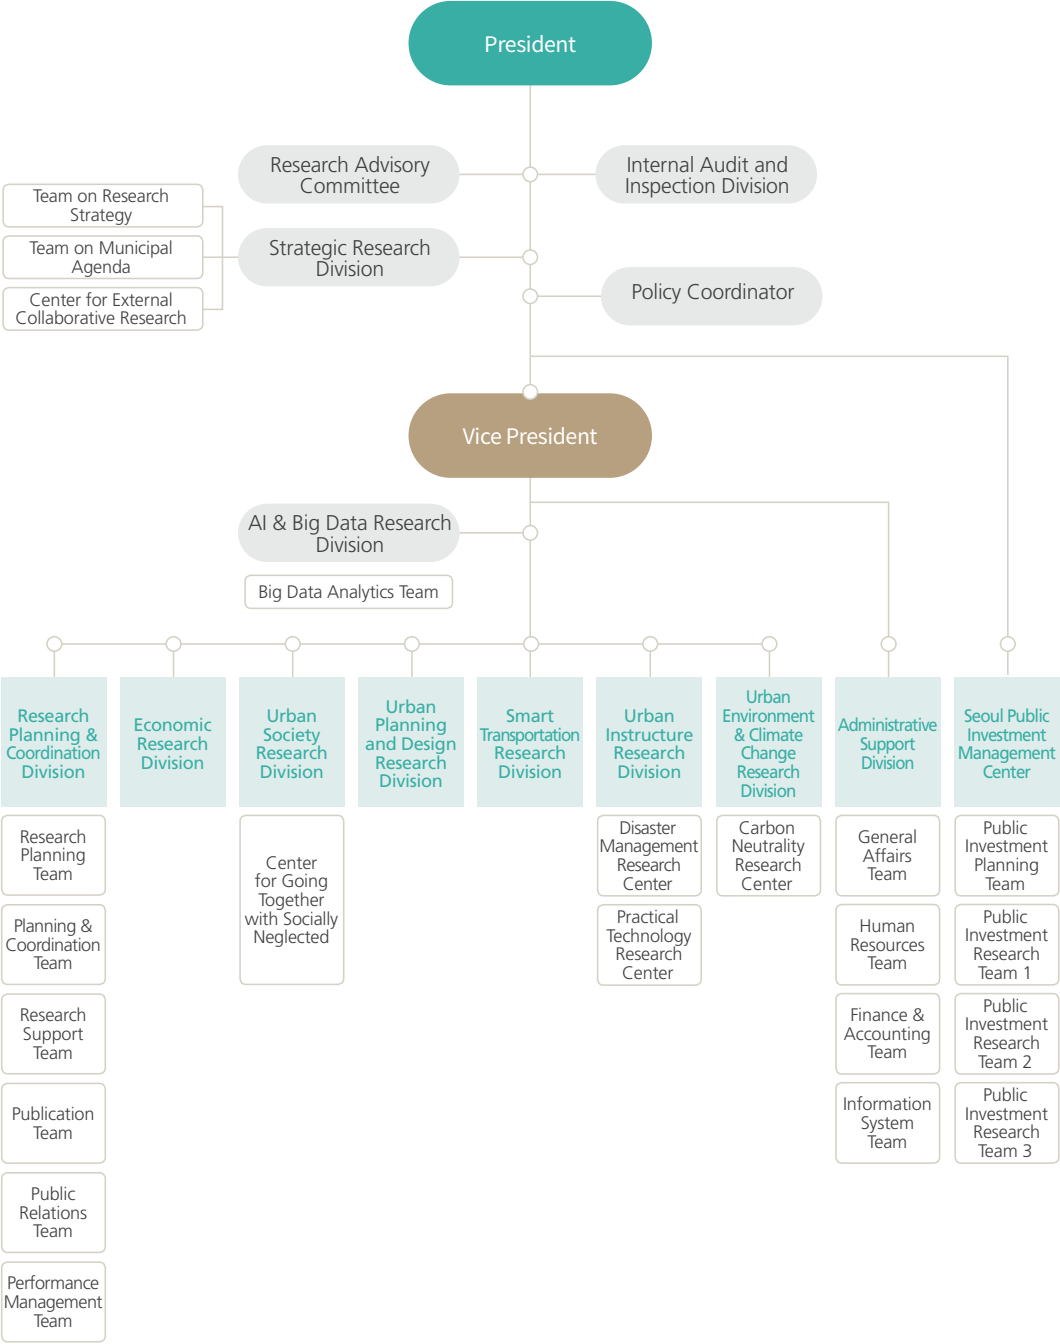 President
Research Advisory
Committee
Internal Audit and
Inspection Division
Team on Research
Strategy
Team on Municipal
Agenda
Center for External
Collaborative Research
Strategic Research
Division
Policy Coordinator
Vice President
AI & Big Data Research
Division
Big Data Analytics Team
Research
Planning &
Coordination
Division
Economic
Research
Division
Urban
Society
Research
Division
Urban
Planning
and Design
Research
Division
Smart
Transportation
Research
Division
Urban
Instructure
Research
Division
Urban
Environment
& Climate
Change
Research
Division
Administrative
Support
Division
Seoul Public
Investment
Management
Center
Research
Planning
Team
Planning &
Coordination
Team
Research
Support
Team
Publication
Team
Public
Relations
Team
Performance
Management
Team
Center
for Going
Together
with Socially
Neglected
Disaster
Management
Research
Center
Practical
Technology
Research
Center
Carbon
Neutrality
Research
Center
General
Affairs
Team
Human
Resources
Team
Finance &
Accounting
Team
Information
System
Team
Public
Investment
Planning
Team
Public
Investment
Research
Team 1
Public
Investment
Research
Team 2
Public
Investment
Research
Team 3